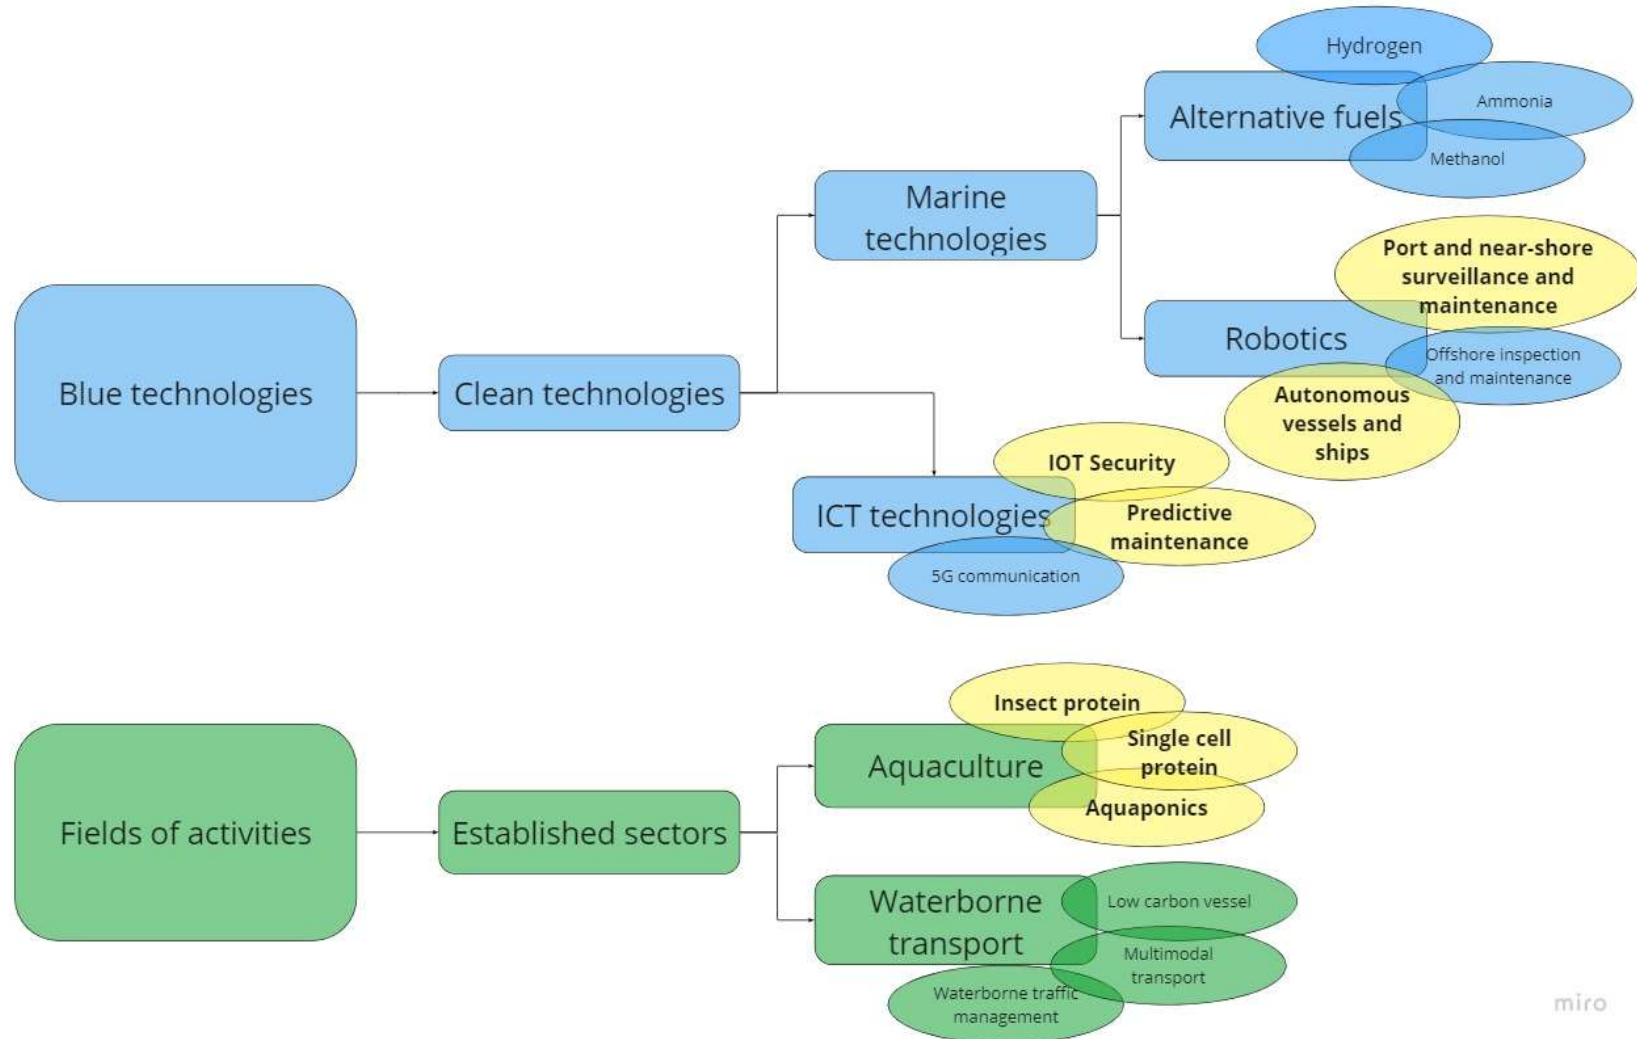 Hydrogen
Ammonia
Alternative fuels
Methanol
Marine
technologies
Port and near-shore
surveillance and
maintenance
Robotics
Offshore inspection
and maintenance
Autonomous
vessels and
ships
Blue technologies
Clean technologies
IOT Security
ICT technologies
Predictive
maintenance
5G communication
Insect protein
Single cell
protein
Aquaculture
Aquaponics
Fields of activities
Established sectors
Waterborne
transport
Low carbon vessel
Multimodal
transport
Waterborne traffic
management
miro